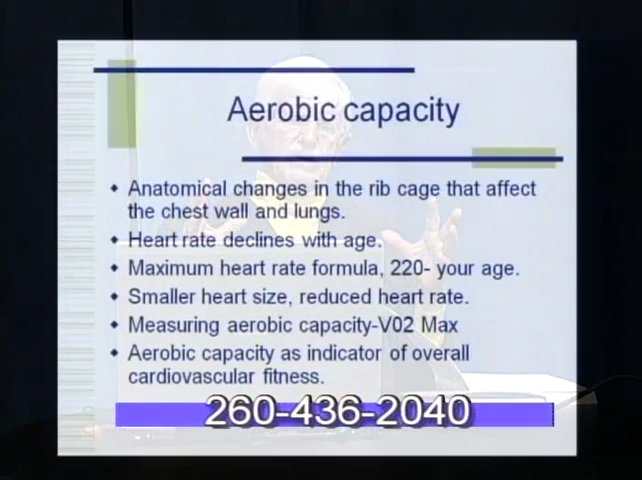 Aerobic capacity
⬥ Anatomical changes in the rib cage that affect
the chest wall and lungs.
⬥ Heart rate declines with age.
⬥ Maximum heart rate formula, 220- your age.
⬥ Smaller heart size, reduced heart rate.
⬥ Measuring aerobic capacity-V02 Max
⬥ Aerobic capacity as indicator of overall
cardiovascular fitness.
260-436-2040